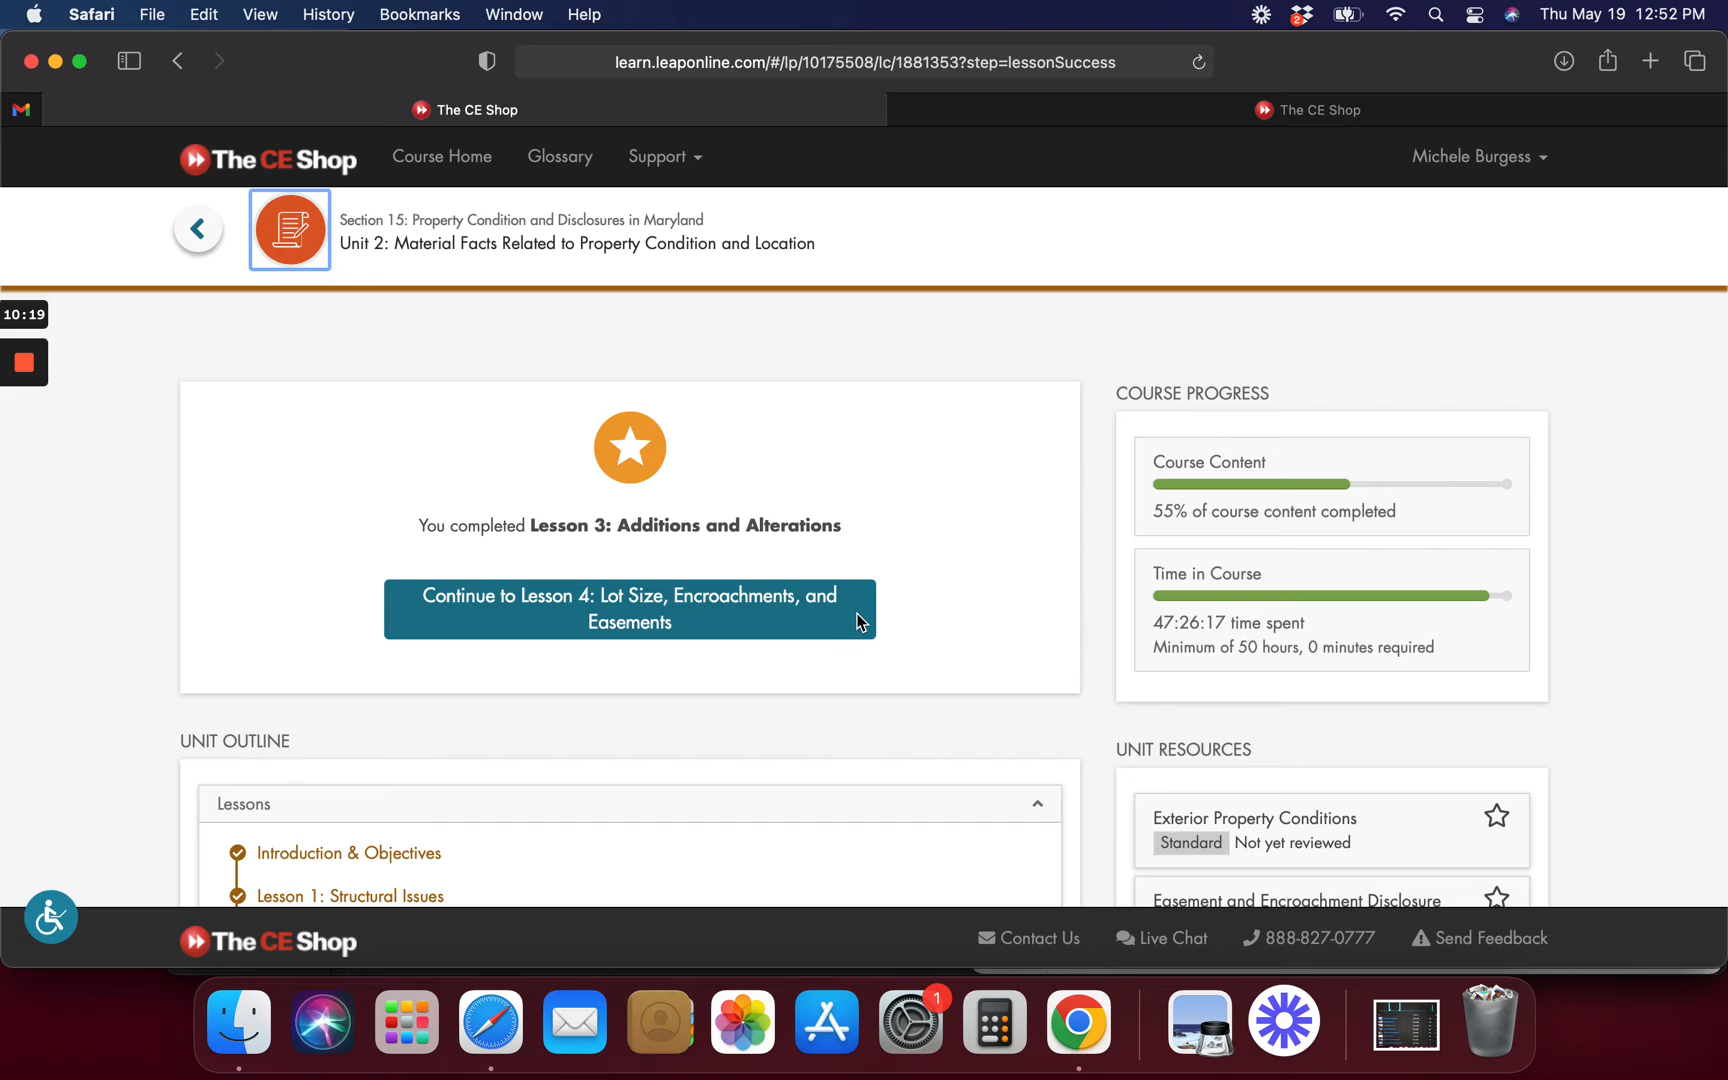 Safari File Edit View History Bookmarks Window Help
2
Thu May 19 12:52 PM
learn.leaponline.com/#/lp/10175508/lc/1881353?step=lessonSuccess
The CE Shop
The CE Shop
The CE Shop
Course Home Glossary Support
Michele Burgess
Section 15: Property Condition and Disclosures in Maryland
Unit 2: Material Facts Related to Property Condition and Location
10:19
You completed Lesson 3: Additions and Alterations
Continue to Lesson 4: Lot Size, Encroachments, and
Easements
COURSE PROGRESS
Course Content
55% of course content completed
Time in Course
47:26:17 time spent
Minimum of 50 hours, 0 minutes required
UNIT OUTLINE
Lessons
Introduction & Objectives
Lesson 1: Structural Issues
UNIT RESOURCES
Exterior Property Conditions
Standard Not yet reviewed
Easement and Encroachment Disclosure
The CE Shop
Contact Us Live Chat 888-827-0777 Send Feedback
1